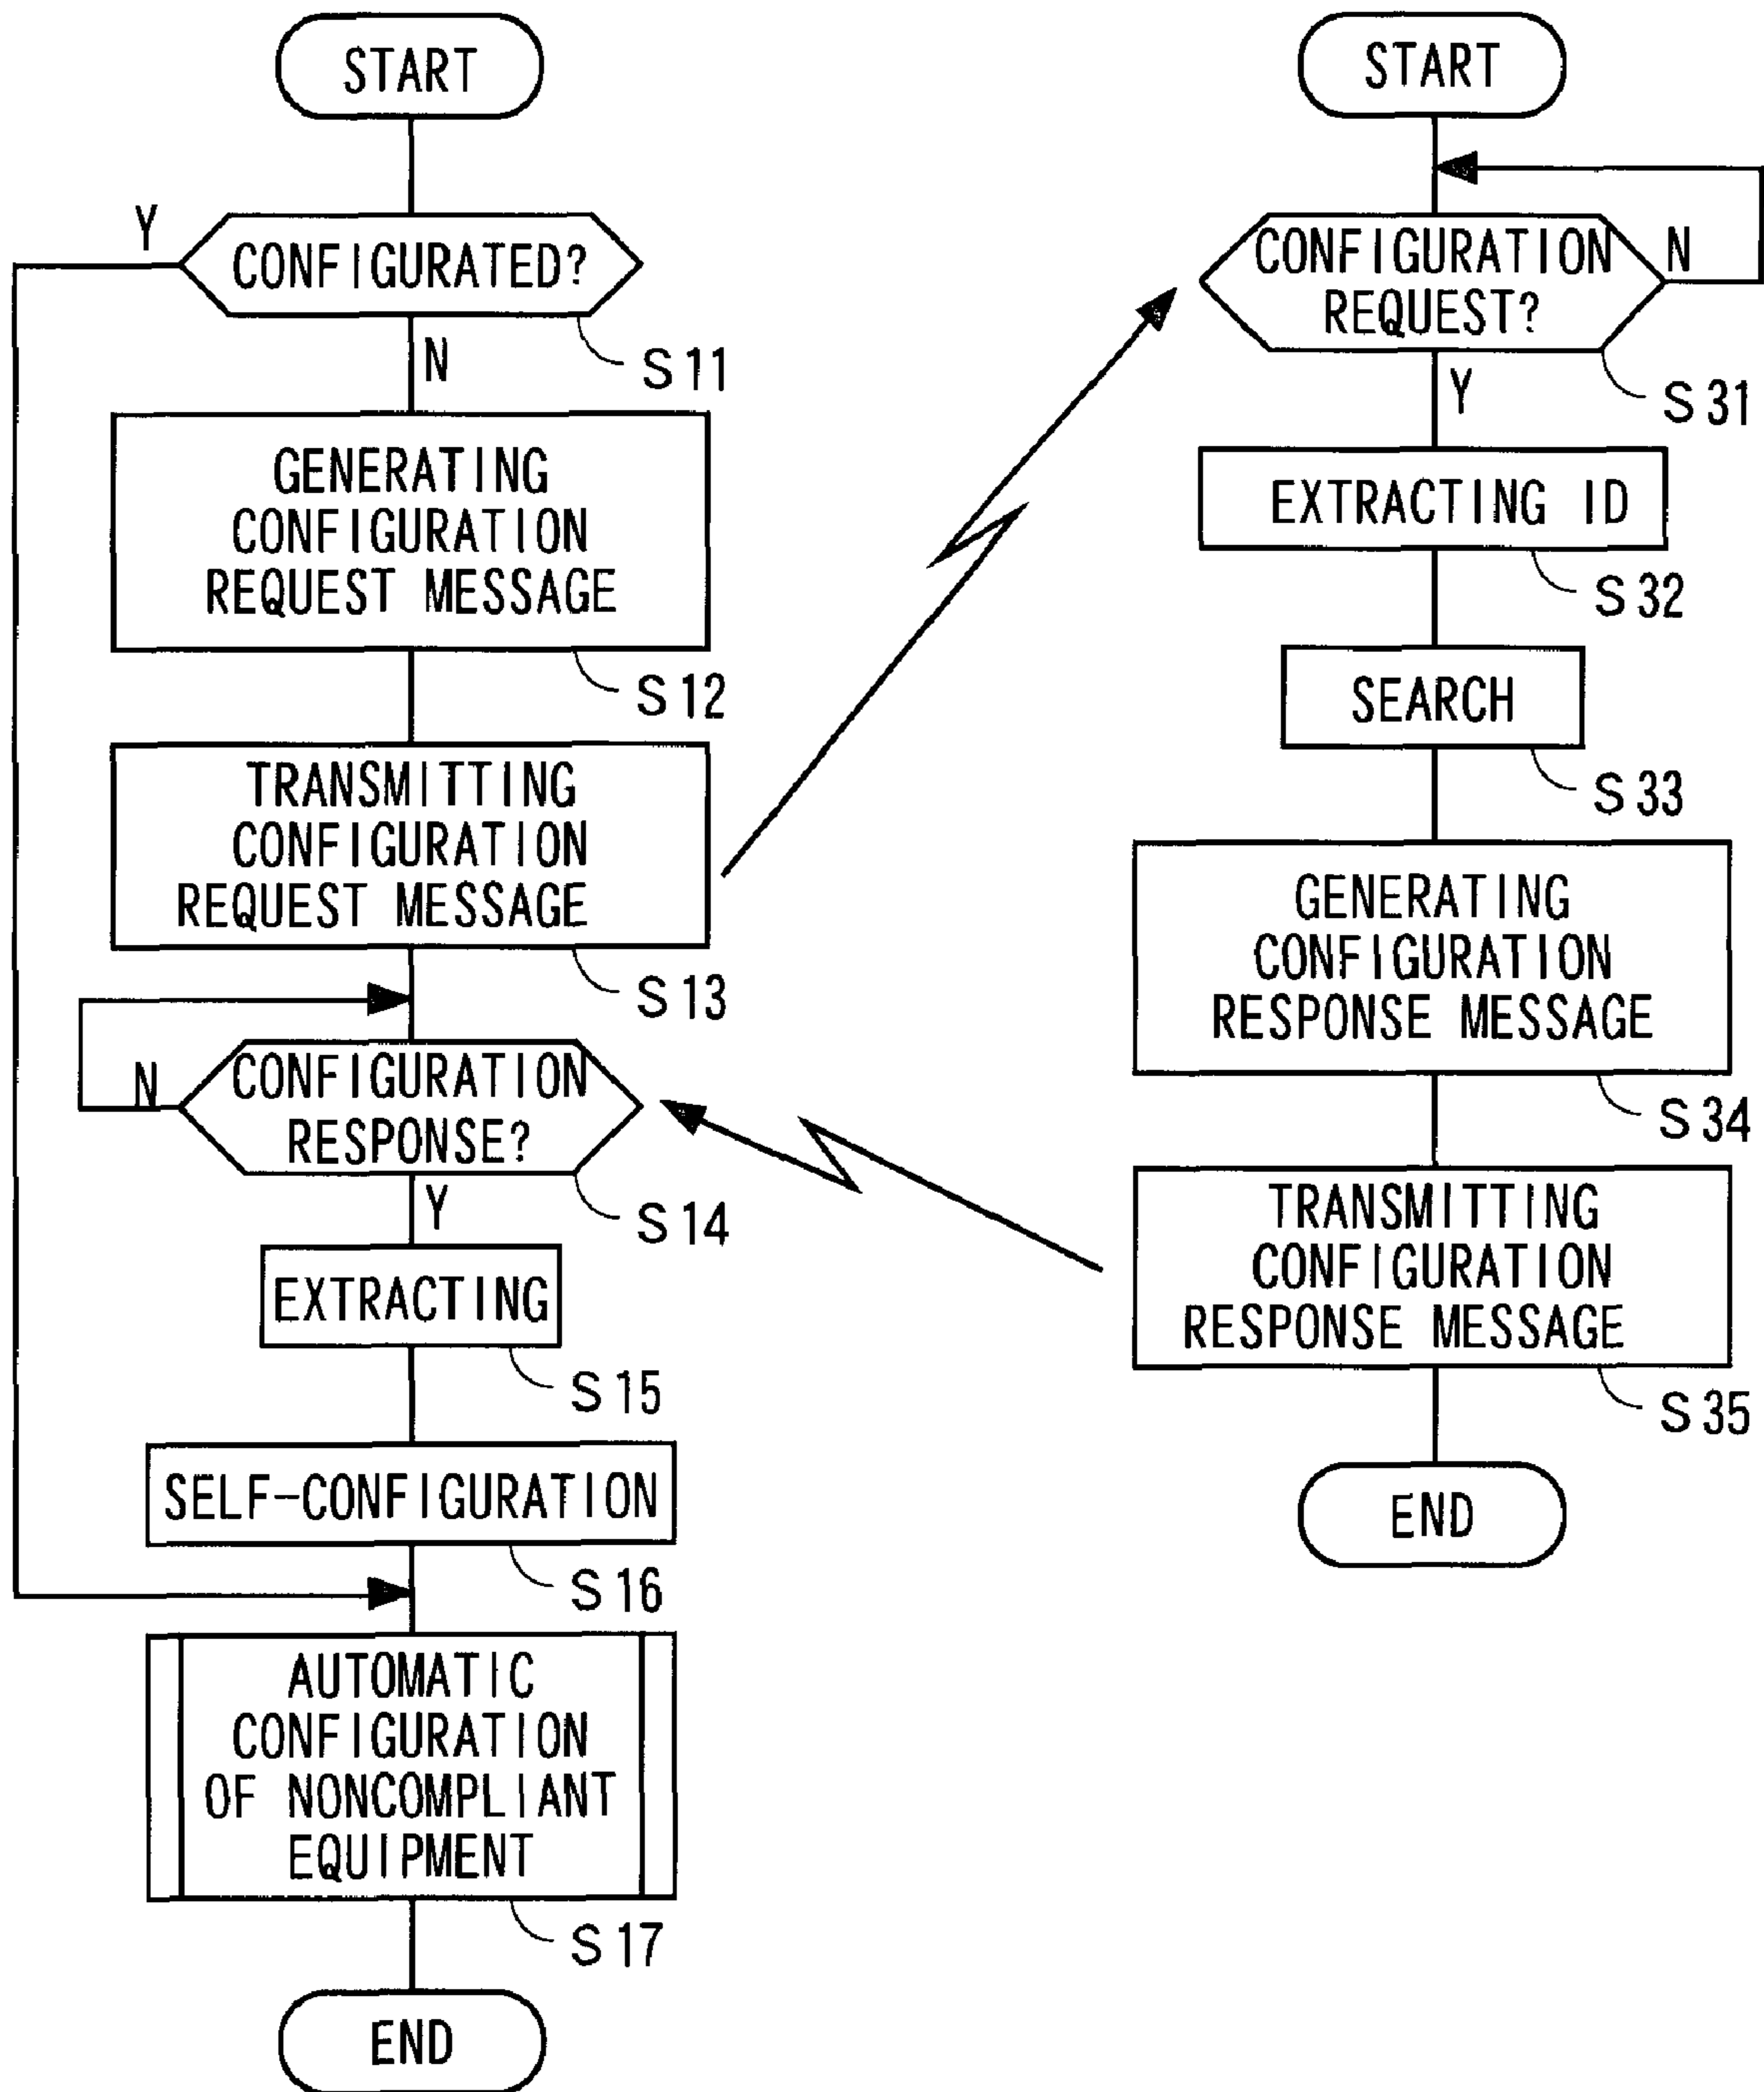 START
Y
CONFIGURATED?
N
S11
GENERATING
CONFIGURATION
REQUEST MESSAGE
S12
TRANSMITTING
CONFIGURATION
REQUEST MESSAGE
S13
N
CONFIGURATION
RESPONSE?
Y
S14
EXTRACTING
S15
SELF-CONFIGURATION
S16
AUTOMATIC
CONFIGURATION
OF NONCOMPLIANT
EQUIPMENT
S17
END
START
CONFIGURATION
REQUEST?
N
Y
S31
EXTRACTING ID
S32
SEARCH
S33
GENERATING
CONFIGURATION
RESPONSE MESSAGE
S34
TRANSMITTING
CONFIGURATION
RESPONSE MESSAGE
S35
END